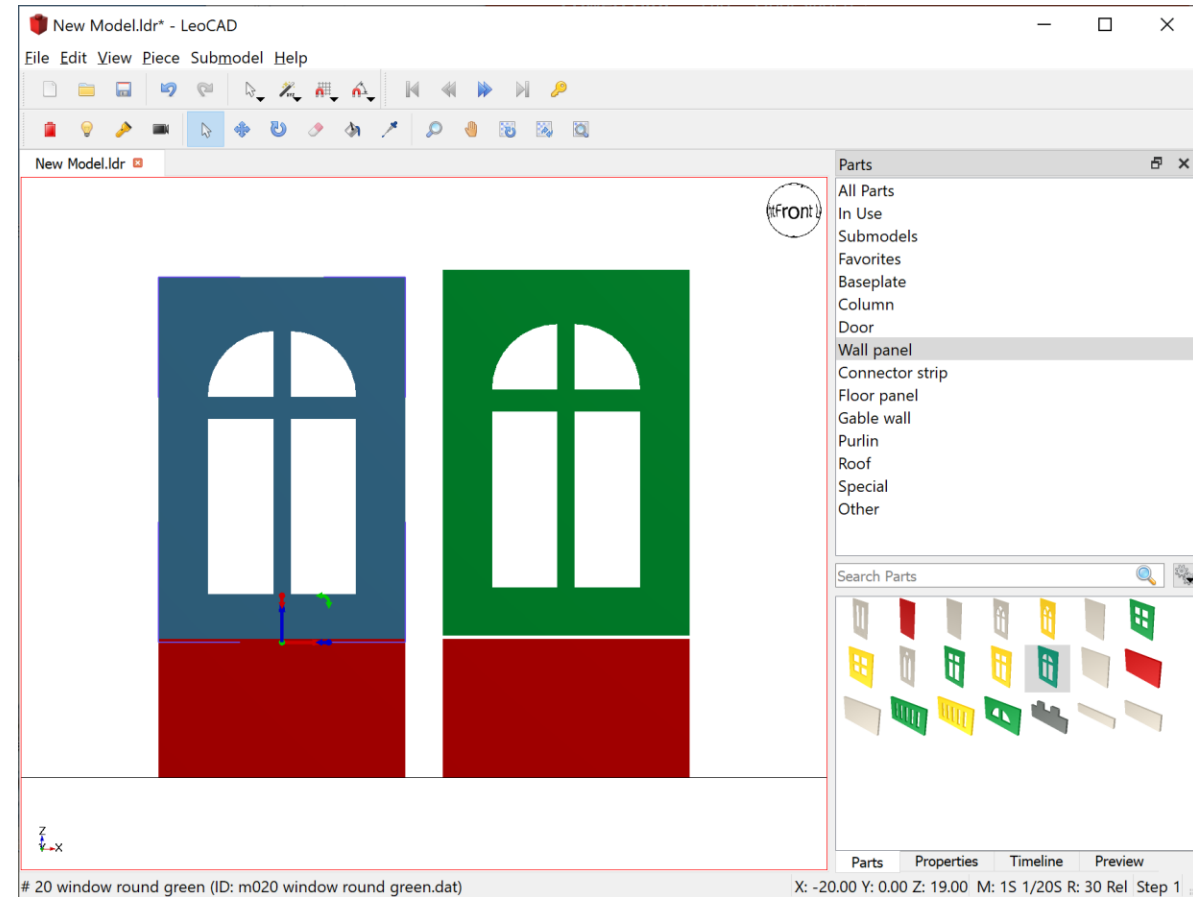 New Model.ldr* - LeoCAD
File Edit View Piece Submodel Help
New Model.ldr
Parts
All Parts
In Use
Submodels
Favorites
Baseplate
Column
Door
Wall panel
Connector strip
Floor panel
Gable wall
Purlin
Roof
Special
Other
Front
Search Parts
Z
Y X
Parts Properties Timeline Preview
# 20 window round green (ID: m020 window round green.dat)
X: -20.00 Y: 0.00 Z: 19.00 M: 1S 1/20S R: 30 Rel Step 1